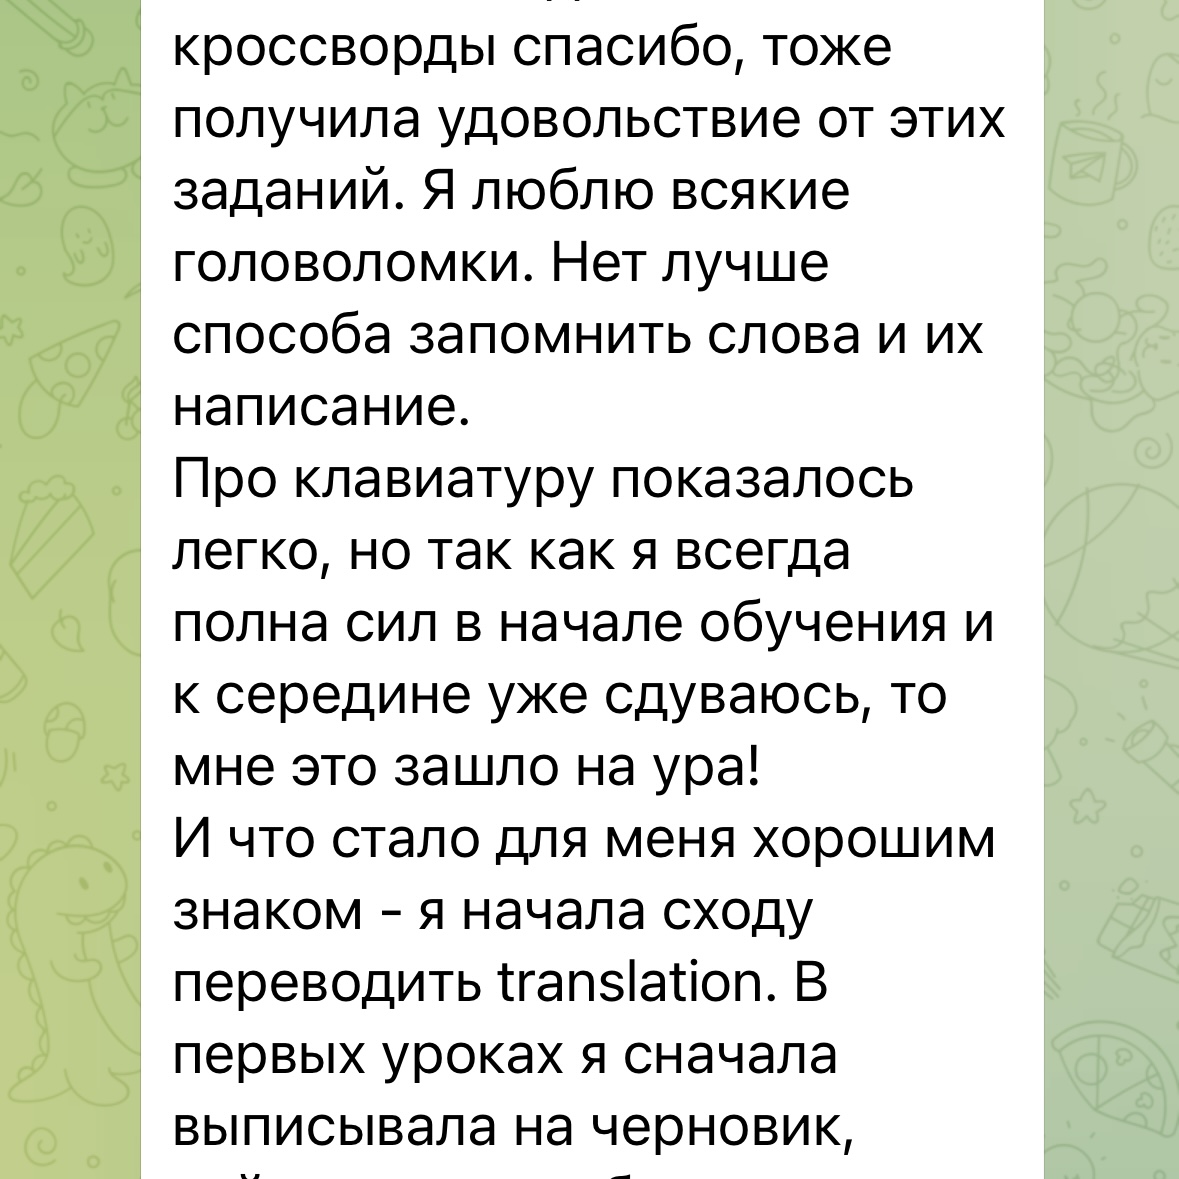 кроссворды спасибо, тоже
получила удовольствие от этих
заданий. Я люблю всякие
головоломки. Нет лучше
способа запомнить слова и их
написание.
Про клавиатуру показалось
легко, но так как я всегда
полна сил в начале обучения и
к середине уже сдуваюсь, то
мне это зашло на ура!
И что стало для меня хорошим
знаком - я начала сходу
переводить translation. В
первых уроках я сначала
выписывала на черновик,